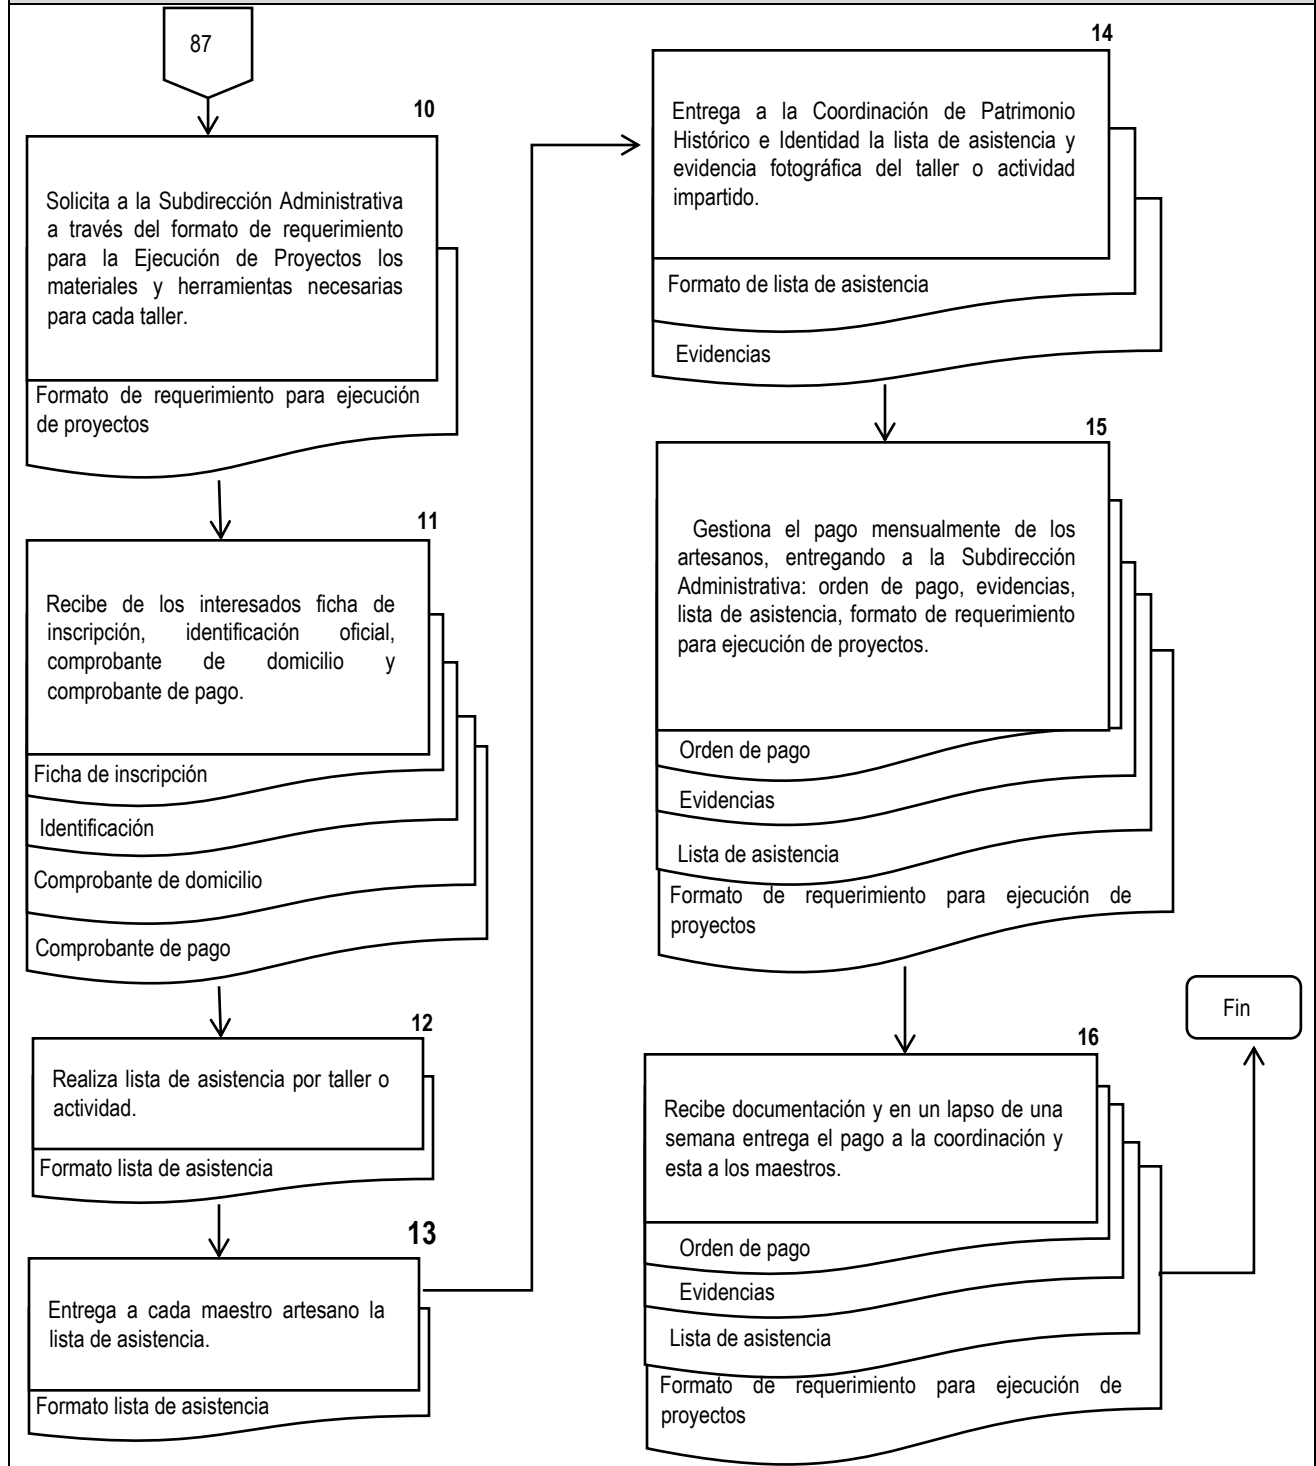 87
10
Solicita a la Subdirección Administrativa
a través del formato de requerimiento
para la Ejecución de Proyectos los
materiales y herramientas necesarias
para cada taller.
Formato de requerimiento para ejecución
de proyectos
11
Recibe de los interesados ficha de
inscripción, identificación oficial,
comprobante de domicilio y
comprobante de pago.
Ficha de inscripción
Identificación
Comprobante de domicilio
Comprobante de pago
12
Realiza lista de asistencia por taller o
actividad.
Formato lista de asistencia
13
Entrega a cada maestro artesano la
lista de asistencia.
Formato lista de asistencia
14
Entrega a la Coordinación de Patrimonio
Histórico e Identidad la lista de asistencia y
evidencia fotográfica del taller o actividad
impartido.
Formato de lista de asistencia
Evidencias
15
Gestiona el pago mensualmente de los
artesanos, entregando a la Subdirección
Administrativa: orden de pago, evidencias,
lista de asistencia, formato de requerimiento
para ejecución de proyectos.
Orden de pago
Evidencias
Lista de asistencia
Formato de requerimiento para ejecución de
proyectos
16
Recibe documentación y en un lapso de una
semana entrega el pago a la coordinación y
esta a los maestros.
Orden de pago
Evidencias
Lista de asistencia
Formato de requerimiento para ejecución de
proyectos
Fin